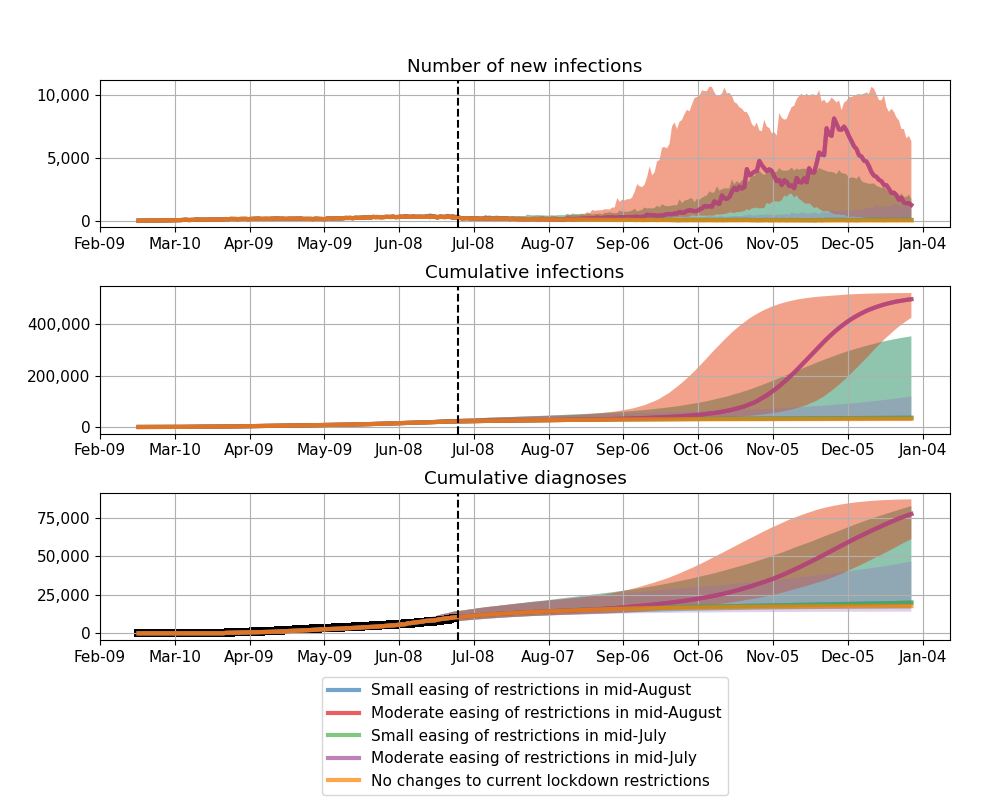 Number of new infections
10,000
5,000
0
Feb-09 Mar-10 Apr-09 May-09 Jun-08 Jul-08 Aug-07 Sep-06 Oct-06 Nov-05 Dec-05 Jan-04
Cumulative infections
400,000
200,000
0
Feb-09 Mar-10 Apr-09 May-09 Jun-08 Jul-08 Aug-07 Sep-06 Oct-06 Nov-05 Dec-05 Jan-04
Cumulative diagnoses
75,000
50,000
25,000
0
Feb-09 Mar-10 Apr-09 May-09 Jun-08 Jul-08 Aug-07 Sep-06 Oct-06 Nov-05 Dec-05 Jan-04
Small easing of restrictions in mid-August
Moderate easing of restrictions in mid-August
Small easing of restrictions in mid-July
Moderate easing of restrictions in mid-July
No changes to current lockdown restrictions